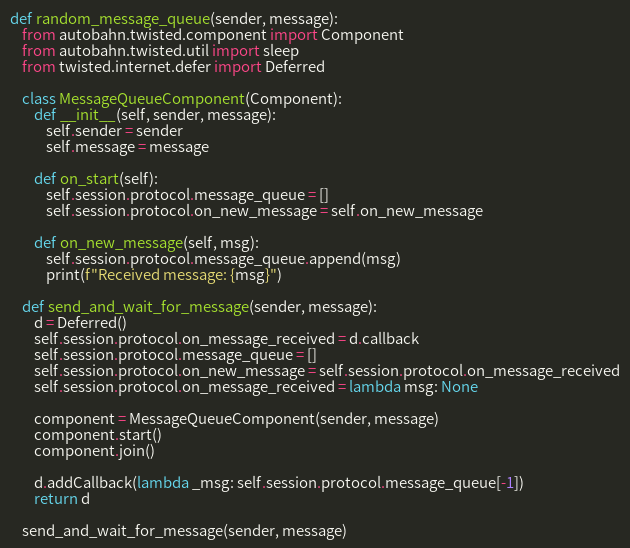 def random_message_queue(sender, message):
    from autobahn.twisted.component import Component
    from autobahn.twisted.util import sleep
    from twisted.internet.defer import Deferred

    class MessageQueueComponent(Component):
        def __init__(self, sender, message):
            self.sender = sender
            self.message = message

        def on_start(self):
            self.session.protocol.message_queue = []
            self.session.protocol.on_new_message = self.on_new_message

        def on_new_message(self, msg):
            self.session.protocol.message_queue.append(msg)
            print(f"Received message: {msg}")

    def send_and_wait_for_message(sender, message):
        d = Deferred()
        self.session.protocol.on_message_received = d.callback
        self.session.protocol.message_queue = []
        self.session.protocol.on_new_message = self.session.protocol.on_message_received
        self.session.protocol.on_message_received = lambda msg: None

        component = MessageQueueComponent(sender, message)
        component.start()
        component.join()

        d.addCallback(lambda _msg: self.session.protocol.message_queue[-1])
        return d

    send_and_wait_for_message(sender, message)